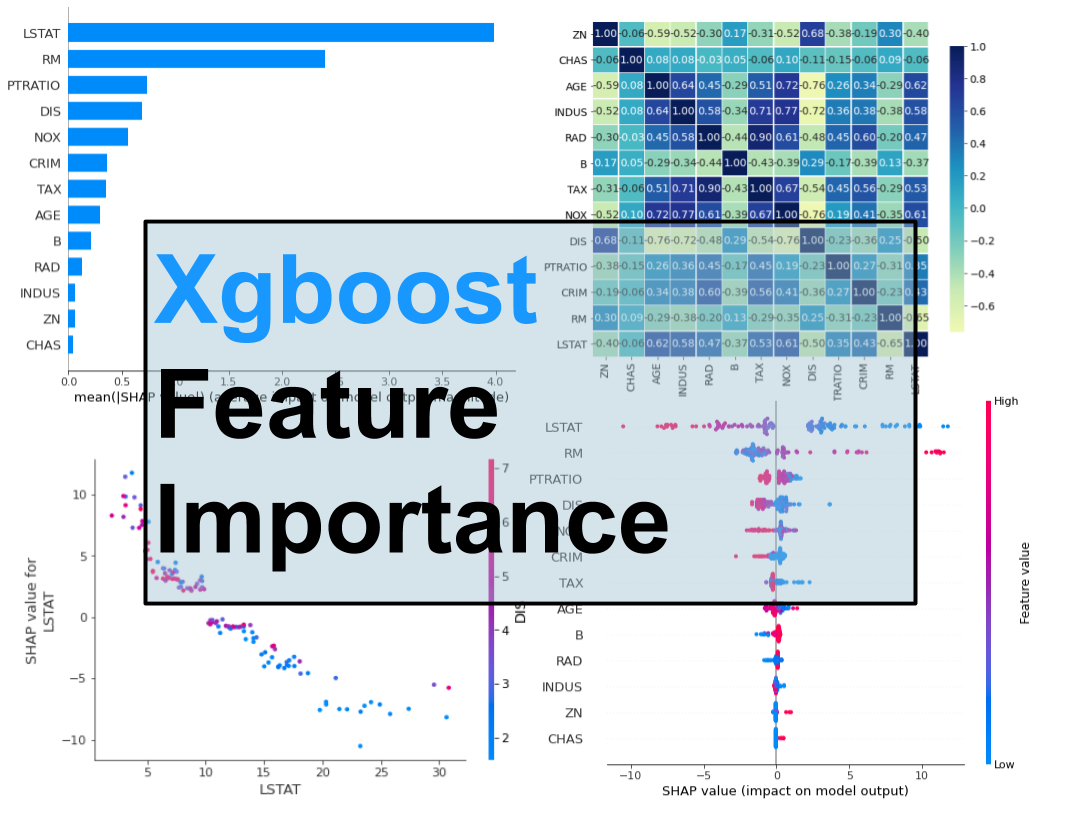 LSTAT
RM
PTRATIO
DIS
NOX
CRIM
TAX
AGE
B
RAD
INDUS
ZN
CHAS
0.0 0.5 1.5 2.0 2.5 3.0 3.5 4.0
ZN 1.00 -0.06 -0.59 -0.52 -0.30 0.17 -0.31 -0.52 0.68 -0.38 -0.19 0.30 -0.40
CHAS -0.06 1.00 0.08 0.08 -0.03 0.05 -0.06 0.10 -0.11 -0.15 -0.06 0.09 -0.06
AGE -0.59 0.08 1.00 0.64 0.45 -0.29 0.51 0.72 -0.76 0.26 0.34 -0.29 0.62
INDUS -0.52 0.08 0.64 1.00 0.58 -0.34 0.71 0.77 -0.72 0.36 0.38 -0.38 0.58
RAD -0.30 -0.03 0.45 0.58 1.00 -0.44 0.90 0.61 -0.48 0.45 0.60 -0.20 0.47
B 0.17 0.05 -0.29 -0.34 -0.44 1.00 -0.43 -0.39 0.29 -0.17 -0.39 0.13 -0.37
TAX -0.31 -0.06 0.51 0.71 0.90 -0.43 1.00 0.67 -0.54 0.45 0.56 -0.29 0.53
NOX -0.52 0.10 0.72 0.77 0.61 -0.39 0.67 1.00 -0.76 0.19 0.41 -0.35 0.61
DIS 0.68 -0.11 -0.76 -0.72 -0.48 0.29 -0.54 -0.76 1.00 -0.23 -0.36 0.25
PTRATIO -0.38 -0.15 0.26 0.36 0.45 -0.17 0.45 0.19 -0.23 1.00 0.27 -0.31
CRIM -0.19 -0.06 0.34 0.38 0.60 -0.39 0.56 0.41 -0.36 0.27 1.00 -0.23
RM 0.30 0.09 -0.29 -0.38 -0.20 0.13 -0.29 -0.35 0.25 -0.31 -0.23 1.00
LSTAT -0.40 -0.06 0.62 0.58 0.47 -0.37 0.53 0.61 -0.50 0.35 0.43 -0.65 1.00
ZN CHAS AGE INDUS RAD B TAX NOX DIS TRATIO CRIM RM
1.0
0.8
0.6
0.4
0.2
0.0
−0.2
−0.4
−0.6
Xgboost
Feature
Importance
10
5
0
−5
−10
SHAP value for
LSTAT
5 10 15 20 25 30
LSTAT
7
6
5
4
3
2
DIS
LSTAT
RM
PTRATIO
DIS
CRIM
TAX
AGE
B
RAD
INDUS
ZN
CHAS
−10 −5 0 5 10
SHAP value (impact on model output)
High
Feature value
Low